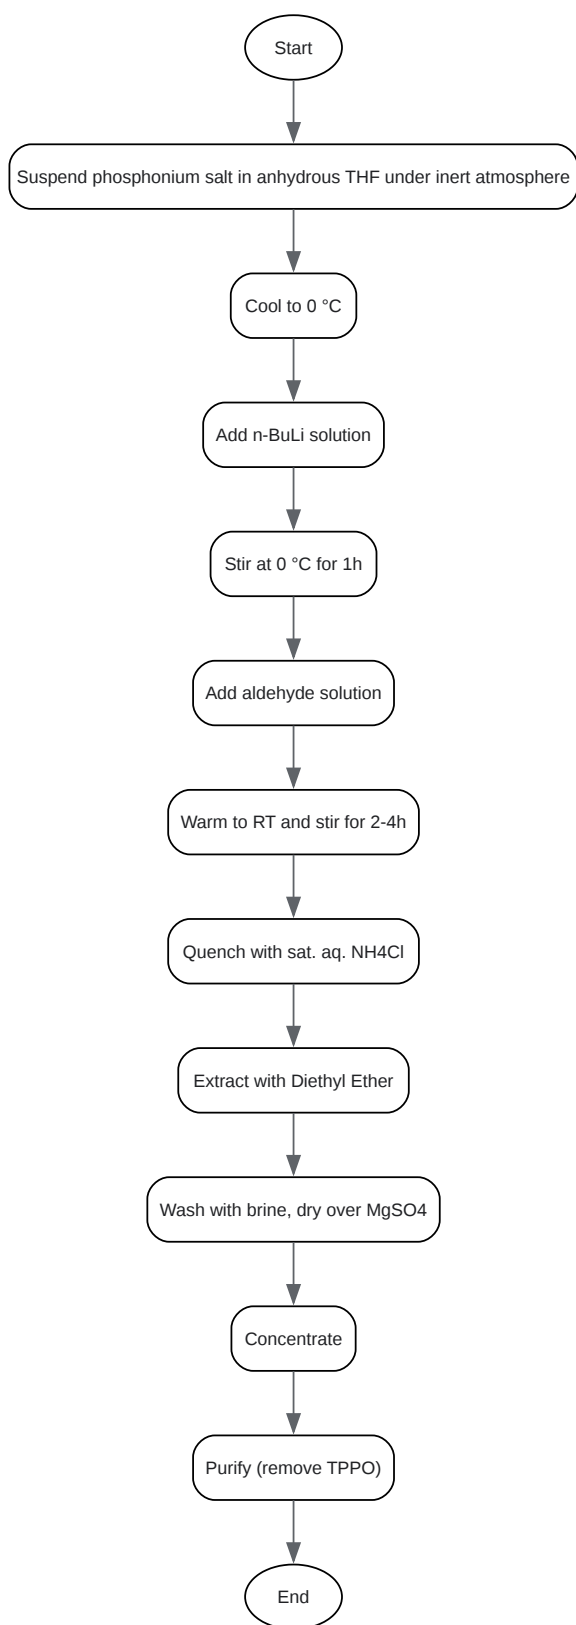 Start
Suspend phosphonium salt in anhydrous THF under inert atmosphere
Cool to 0 °C
Add n-BuLi solution
Stir at 0 °C for 1h
Add aldehyde solution
Warm to RT and stir for 2-4h
Quench with sat. aq. NH4Cl
Extract with Diethyl Ether
Wash with brine, dry over MgSO4
Concentrate
Purify (remove TPPO)
End